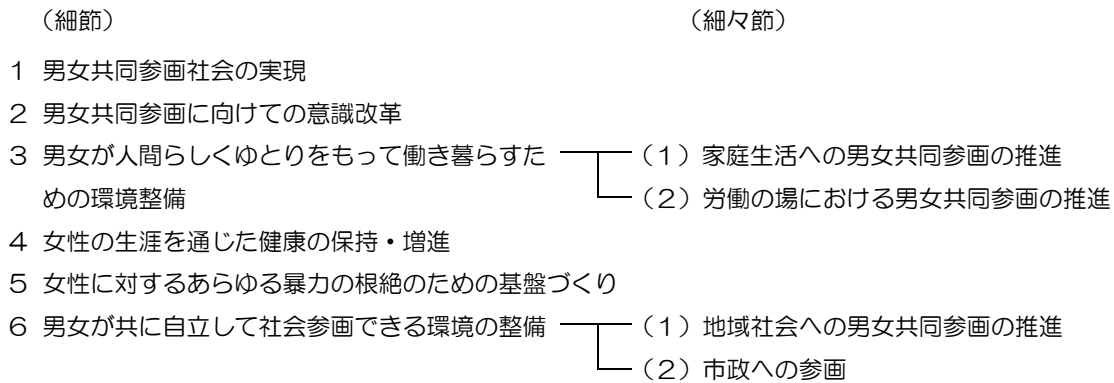 （細節） （細々節）
１ 男女共同参画社会の実現
２ 男女共同参画に向けての意識改革
３ 男女が人間らしくゆとりをもって働き暮らすた （１）家庭生活への男女共同参画の推進
めの環境整備 （２）労働の場における男女共同参画の推進
４ 女性の生涯を通じた健康の保持・増進
５ 女性に対するあらゆる暴力の根絶のための基盤づくり
６ 男女が共に自立して社会参画できる環境の整備 （１）地域社会への男女共同参画の推進
（２）市政への参画